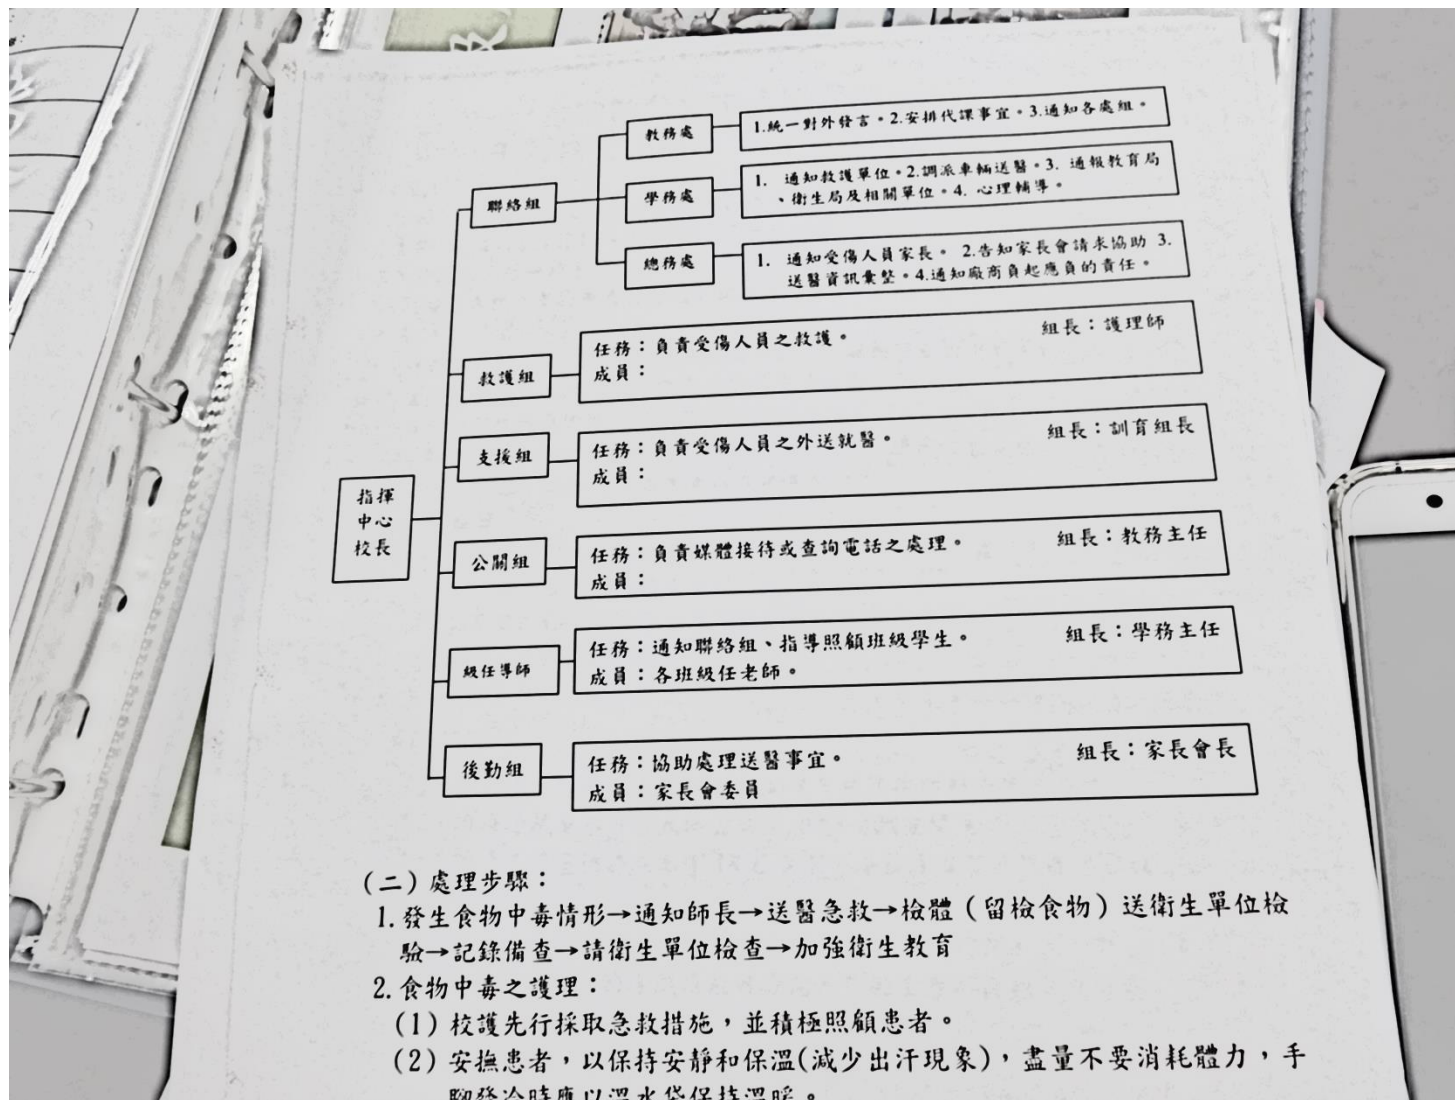 教務處
1.統一對外發言。2.安排代課事宜。3.通知各處組。
聯絡組
學務處
1. 通知救護單位。2.調派車輛送醫。3. 通報教育局
、衛生局及相關單位。4. 心理輔導。
總務處
1. 通知受傷人員家長。 2.告知家長會請求協助 3.
送醫資訊彙整。4.通知廠商負起應負的責任。
救護組
任務：負責受傷人員之救護。 組長：護理師
成員：
支援組
任務：負責受傷人員之外送就醫。 組長：訓育組長
成員：
指揮
中心
校長
公關組
任務：負責媒體接待或查詢電話之處理。 組長：教務主任
成員：
級任導師
任務：通知聯絡組、指導照顧班級學生。 組長：學務主任
成員：各班級任老師。
後勤組
任務：協助處理送醫事宜。 組長：家長會長
成員：家長會委員
(二)處理步驟：
1.發生食物中毒情形→通知師長→送醫急救→檢體（留檢食物）送衛生單位檢
驗→記錄備查→請衛生單位檢查→加強衛生教育
2.食物中毒之護理：
(1)校護先行採取急救措施，並積極照顧患者。
(2)安撫患者，以保持安靜和保溫(減少出汗現象)，盡量不要消耗體力，手
腳發冷時應以溫水袋保持溫暖。